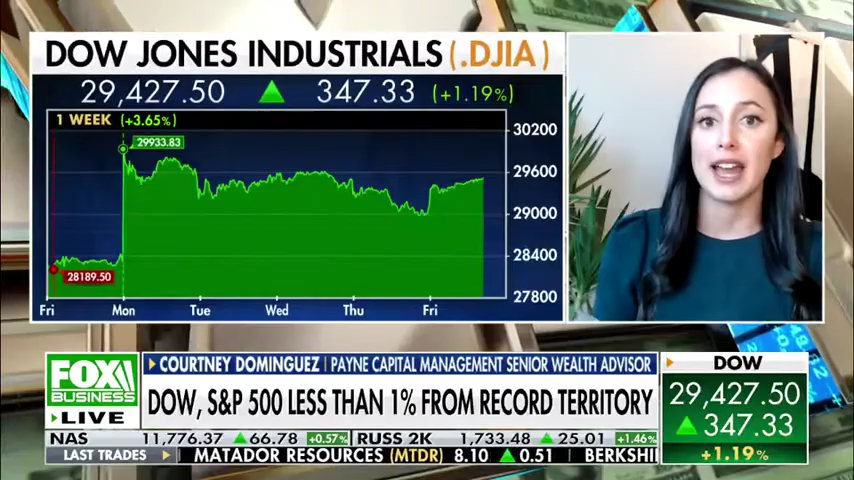 DOW JONES INDUSTRIALS (.DJIA)
29,427.50 ▲ 347.33 (+1.19%)
1 WEEK (+3.65%)
29933.83
28189.50
30200
29600
29000
28400
27800
Fri Mon Tue Wed Thu Fri
FOX
BUSINESS
LIVE
COURTNEY DOMINGUEZ | PAYNE CAPITAL MANAGEMENT SENIOR WEALTH ADVISOR
DOW, S&P 500 LESS THAN 1% FROM RECORD TERRITORY
DOW
29,427.50
▲ 347.33
+1.19%
NAS 11,776.37 ▲ 66.78 +0.57% RUSS 2K 1,733.48 ▲ 25.01 +1.46%
LAST TRADES MATADOR RESOURCES (MTDR) 8.10 ▲ 0.51 BERKSHI